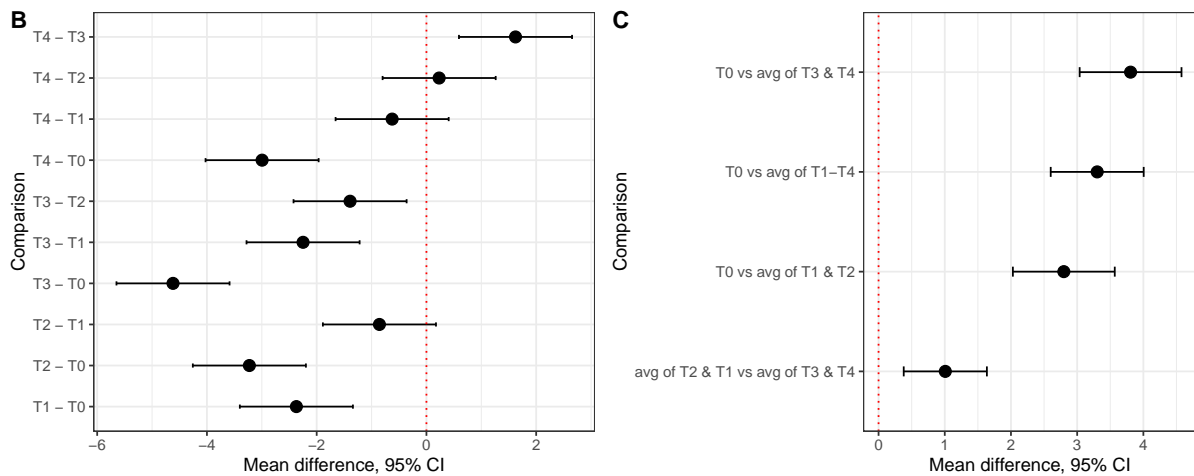 B
Comparison
T4 − T3
T4 − T2
T4 − T1
T4 − T0
T3 − T2
T3 − T1
T3 − T0
T2 − T1
T2 − T0
T1 − T0
−6 −4 −2 0 2
Mean difference, 95% CI
C
Comparison
T0 vs avg of T3 & T4
T0 vs avg of T1−T4
T0 vs avg of T1 & T2
avg of T2 & T1 vs avg of T3 & T4
0 1 2 3 4
Mean difference, 95% CI